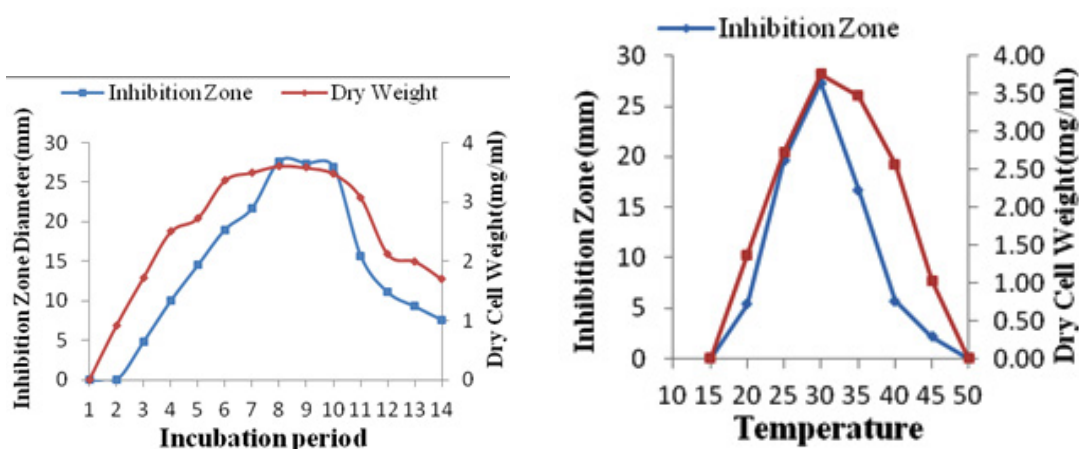 Inhibition Zone Dry Weight
Inhibition Zone Diameter(mm)
30
25
20
15
10
5
0
4
3
2
1
0
Dry Cell Weight(mg/ml)
1 2 3 4 5 6 7 8 9 10 11 12 13 14
Incubation period
Inhibition Zone
Inhibition Zone (mm)
30
25
20
15
10
5
0
4.00
3.50
3.00
2.50
2.00
1.50
1.00
0.50
0.00
Dry Cell Weight(mg/ml)
10 15 20 25 30 35 40 45 50
Temperature